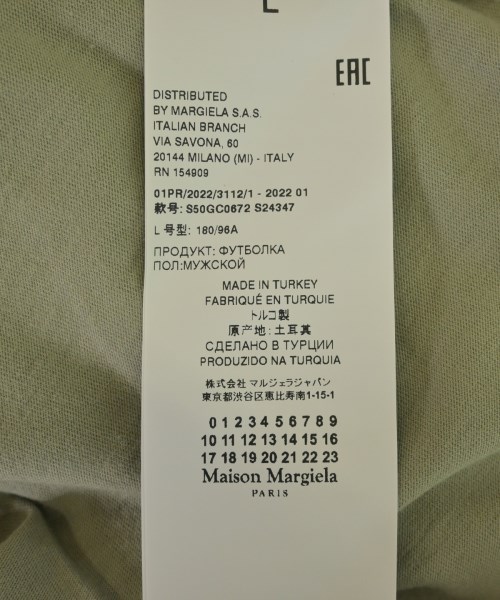 L
EAC
DISTRIBUTED
BY MARGIELA S.A.S.
ITALIAN BRANCH
VIA SAVONA, 60
20144 MILANO (MI) - ITALY
RN 154909
01PR/2022/3112/1 - 2022 01
款号: S50GC0672 S24347
L 号型: 180/96A
ПРОДУКТ: ФУТБОЛКА
ПОЛ:МУЖСКОЙ
MADE IN TURKEY
FABRIQUÉ EN TURQUIE
トルコ製
原产地: 土耳其
СДЕЛАНО В ТУРЦИИ
PRODUZIDO NA TURQUIA
株式会社 マルジェラジャパン
東京都渋谷区恵比寿南1-15-1
0 1 2 3 4 5 6 7 8 9
10 11 12 13 14 15 16
17 18 19 20 21 22 23
Maison Margiela
PARIS